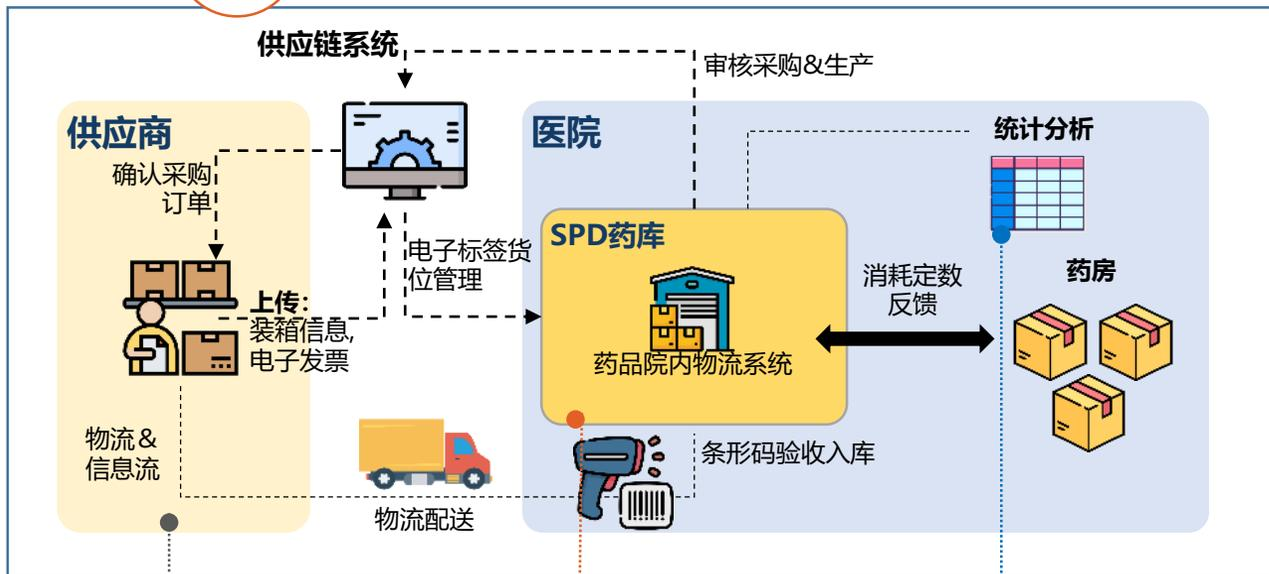 供应链系统
审核采购&生产
供应商
确认采购
订单
医院
统计分析
SPD药库
电子标签货
位管理
上传：
装箱信息,
电子发票
消耗定数
反馈
药房
药品院内物流系统
物流&
信息流
条形码验收入库
物流配送